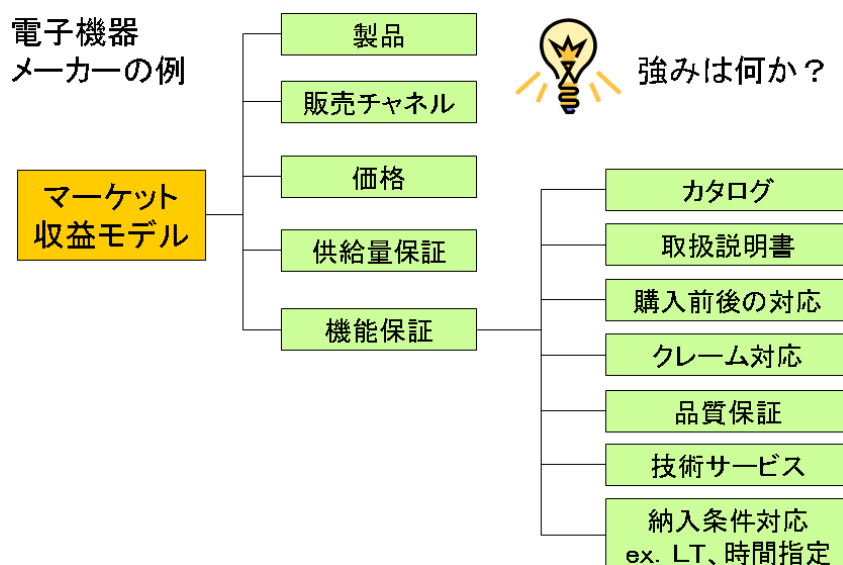 電子機器
メーカーの例
強みは何か?
マーケット
収益モデル
製品
販売チャネル
価格
供給量保証
機能保証
カタログ
取扱説明書
購入前後の対応
クレーム対応
品質保証
技術サービス
納入条件対応
ex. LT、時間指定